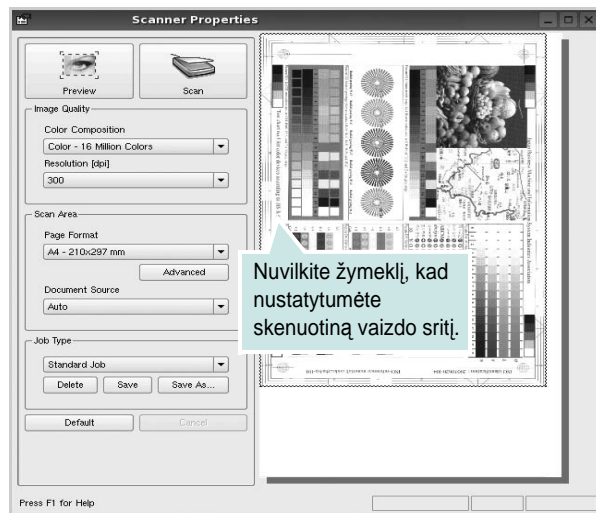 Scanner Properties
Preview
Scan
Image Quality
Color Composition
Color - 16 Million Colors
Resolution [dpi]
300
Scan Area
Page Format
A4 - 210x297 mm
Advanced
Document Source
Auto
Job Type
Standard Job
Delete
Save
Save As...
Default
Cancel
Nuvilkite žymeklį, kad
nustatytumėte
skenuotiną vaizdo sritį.
Press F1 for Help